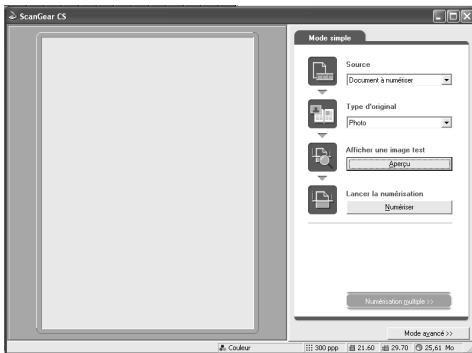 ScanGear CS
Mode simple
Source
Document à numériser
Type d'original
Photo
Afficher une image test
Aperçu
Lancer la numérisation
Numériser
Numérisation multiple >>
Mode avancé >>
Couleur 300 ppp 21.60 29.70 25,61 Mo